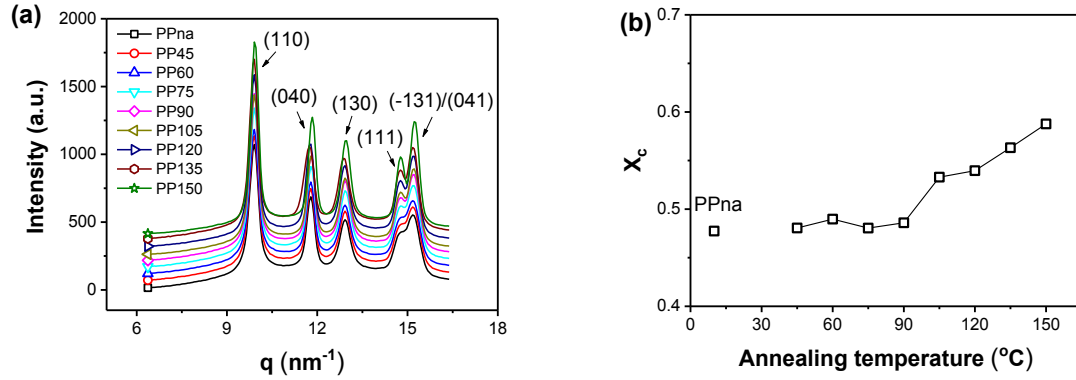 (a)
2000
1500
1000
500
0
Intensity (a.u.)
PPna
PP45
PP60
PP75
PP90
PP105
PP120
PP135
PP150
(110)
(040)
(130)
(111)
(-131)/(041)
6
9
12
15
18
q (nm⁻¹)
(b)
0.7
0.6
0.5
0.4
X_c
PPna
0
30
60
90
120
150
Annealing temperature (°C)